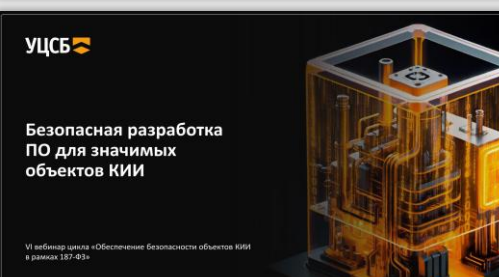 УЦСБ
Безопасная разработка
ПО для значимых
объектов КИИ
VI вебинар цикла «Обеспечение безопасности объектов КИИ
в рамках 187-ФЗ»